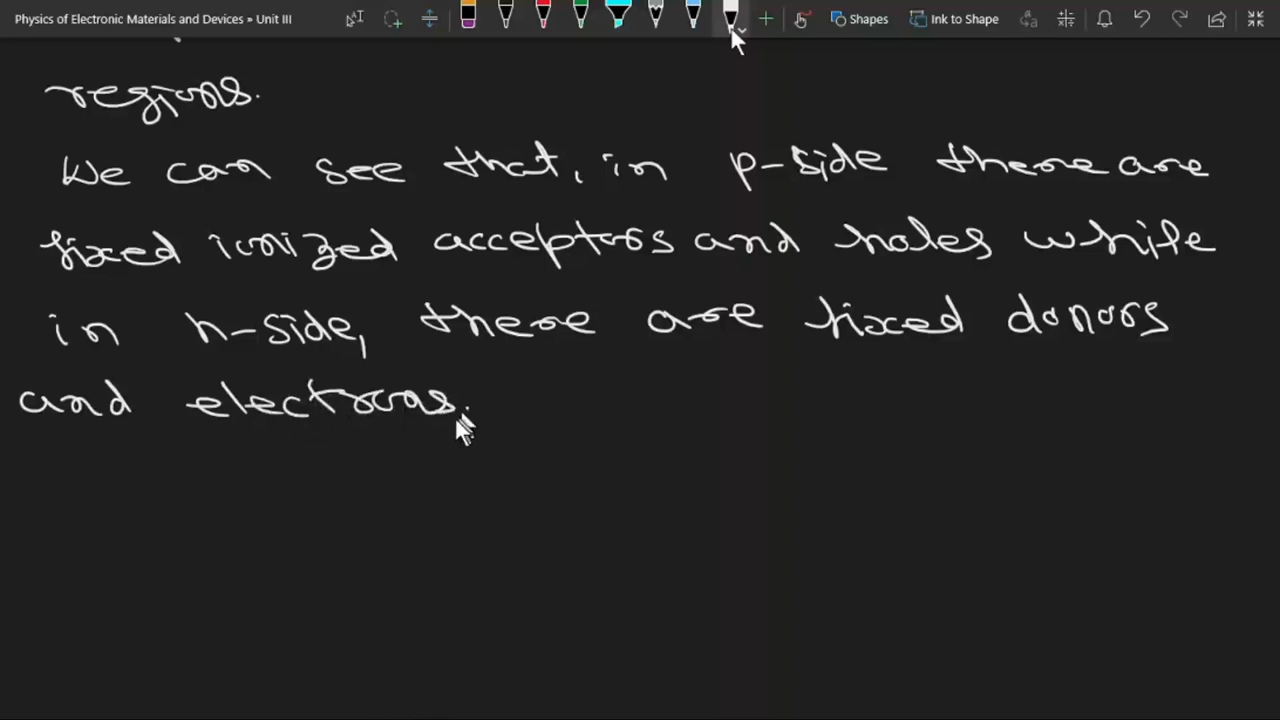 Physics of Electronic Materials and Devices » Unit III
Shapes
Ink to Shape
regions.
We can see that, in p-side there are
fixed ionized acceptors and holes while
in n-side, there are fixed donors
and electrons.